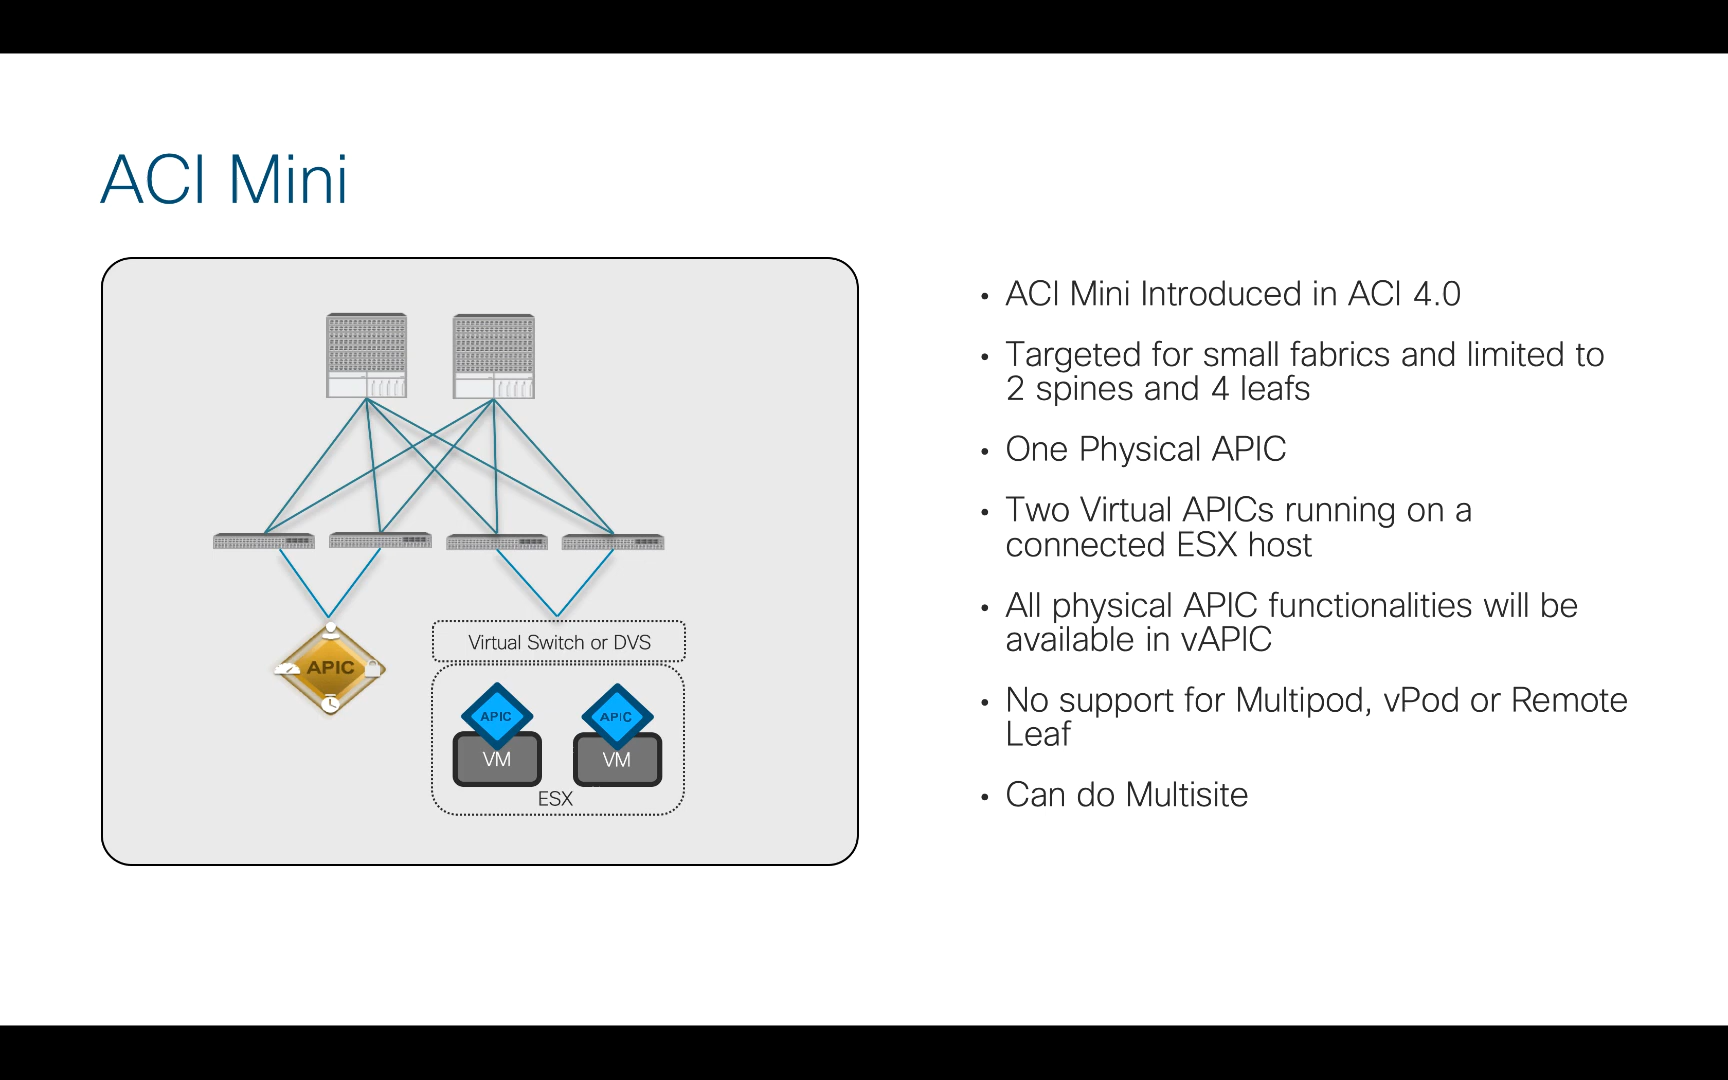 ACI Mini
Virtual Switch or DVS
APIC
APIC
APIC
VM
VM
ESX
• ACI Mini Introduced in ACI 4.0
• Targeted for small fabrics and limited to
2 spines and 4 leafs
• One Physical APIC
• Two Virtual APICs running on a
connected ESX host
• All physical APIC functionalities will be
available in vAPIC
• No support for Multipod, vPod or Remote
Leaf
• Can do Multisite